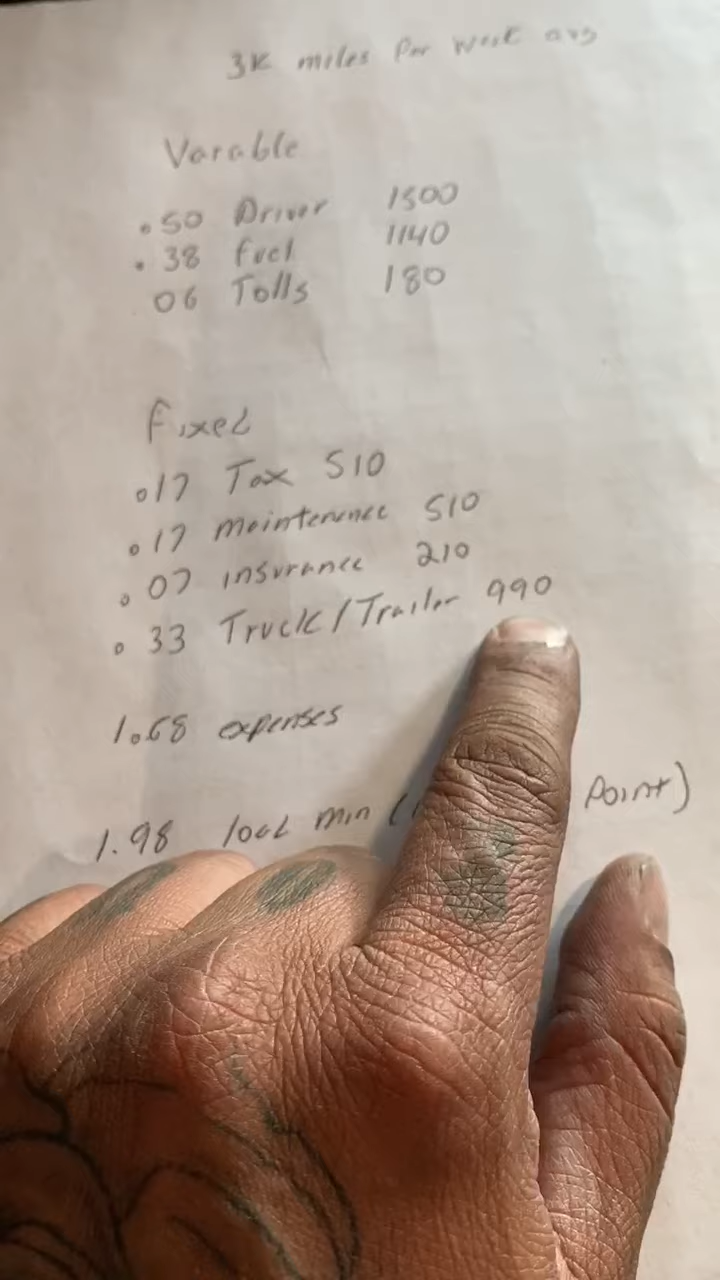 3K miles Per Week avg
Varable
.50 Driver 1500
.38 fuel 1140
06 Tolls 180
Fixed
.17 Tax 510
.17 maintenence 510
.07 insurance 210
.33 Truck/Trailer 990
1.68 expenses
1.98 load min ( Point)